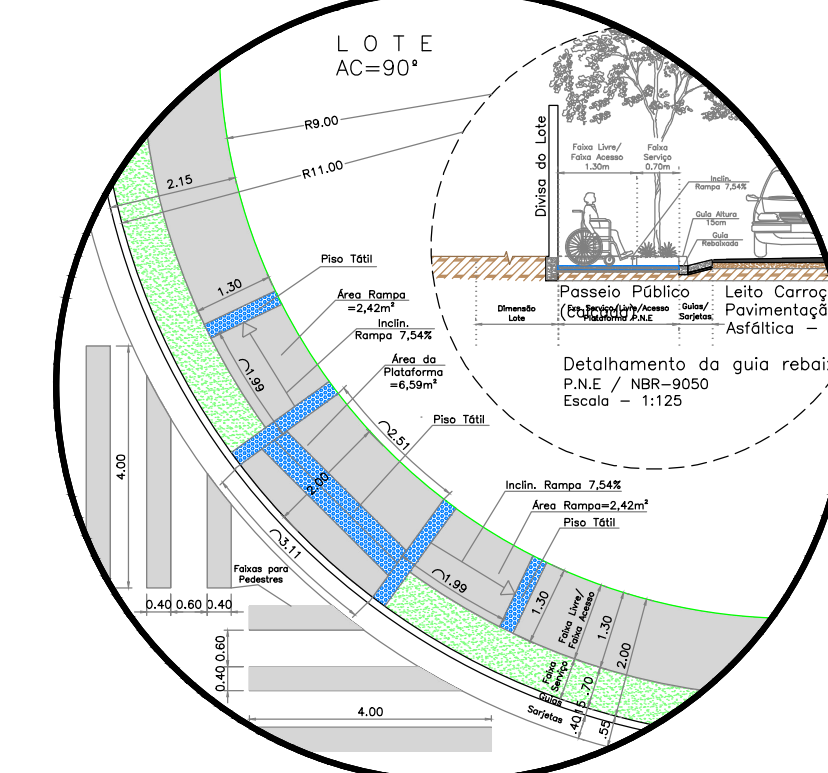 L O T E
AC=90º
R9.00
R11.00
2.15
Divisa do Lote
Faixa Livre/
Faixa Acesso
1.30m
Faixa
Serviço
0.70m
Inclin.
Rampa 7,54%
Guia Altura
15cm
Guia
Rebaixada
Piso Tátil
1.30
Área Rampa
=2,42m²
Inclin.
Rampa 7,54%
Área da
Plataforma
=6,59m²
1.99
Passeio Público
(Calçada)
Leito Carroç
Pavimentaçã
Asfáltica –
Dimensão
Lote
Serviço/Livre/Acesso
Plataforma P.N.E
Guias/
Sarjetas
Detalhamento da guia rebai
P.N.E / NBR-9050
Escala – 1:125
Piso Tátil
2.51
2.00
4.00
3.11
Inclin. Rampa 7,54%
Área Rampa=2,42m²
Piso Tátil
1.99
Faixas para
Pedestres
0.40
0.60
0.40
0.60
0.40
4.00
1.30
Faixa Livre/
Faixa Acesso
1.30
2.00
Faixa
Serviço
.70
Guias
.15
Sarjetas
.40
.55